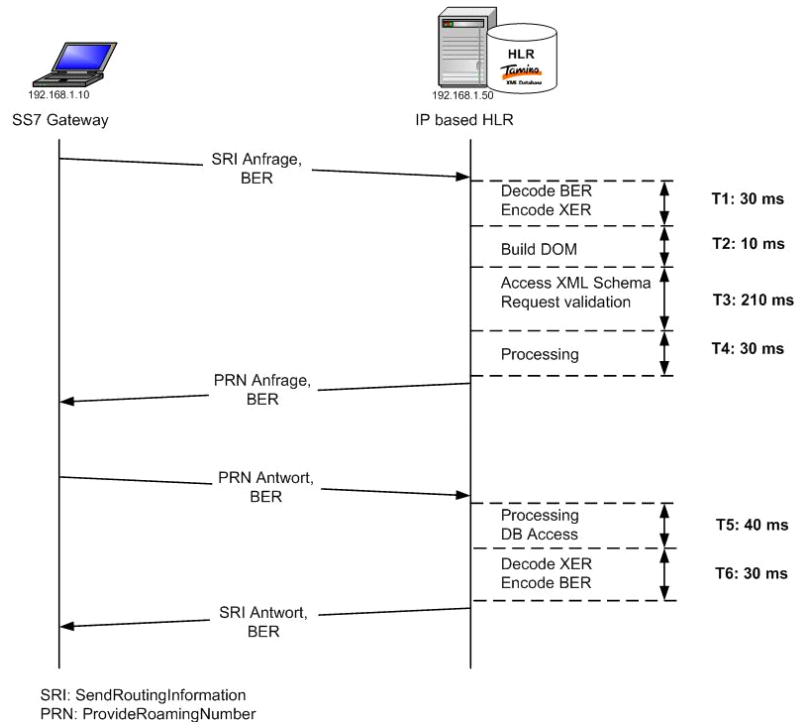 HLR
Tamino
XML Database
192.168.1.10
192.168.1.50
SS7 Gateway
IP based HLR
SRI Anfrage,
BER
Decode BER
Encode XER
T1: 30 ms
Build DOM
T2: 10 ms
Access XML Schema
Request validation
T3: 210 ms
Processing
T4: 30 ms
PRN Anfrage,
BER
PRN Antwort,
BER
Processing
DB Access
T5: 40 ms
Decode XER
Encode BER
T6: 30 ms
SRI Antwort,
BER
SRI: SendRoutingInformation
PRN: ProvideRoamingNumber